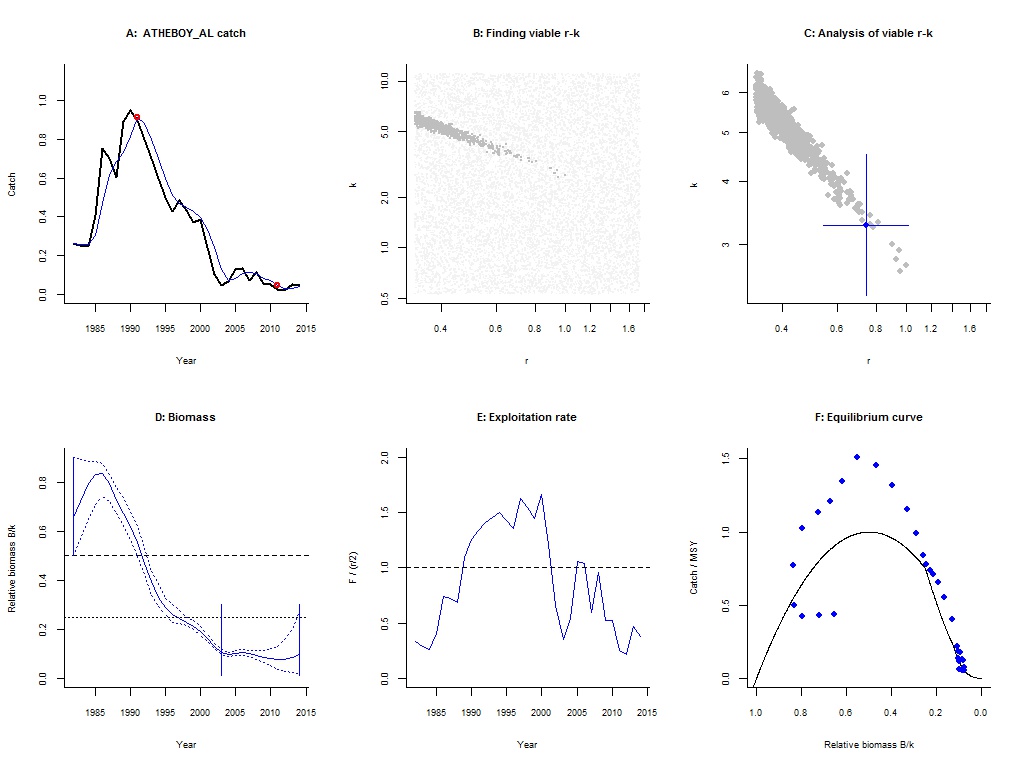 A: ATHEBOY_AL catch
B: Finding viable r-k
C: Analysis of viable r-k
Catch
0.0 0.2 0.4 0.6 0.8 1.0
1985 1990 1995 2000 2005 2010 2015
Year
k
0.5 1.0 2.0 5.0 10.0
0.4 0.6 0.8 1.0 1.2 1.6
r
k
3 4 5 6
0.4 0.6 0.8 1.0 1.2 1.6
r
D: Biomass
E: Exploitation rate
F: Equilibrium curve
Relative biomass B/k
0.0 0.2 0.4 0.6 0.8
1985 1990 1995 2000 2005 2010 2015
Year
F / (r/2)
0.0 0.5 1.0 1.5 2.0
1985 1990 1995 2000 2005 2010 2015
Year
Catch / MSY
0.0 0.5 1.0 1.5
1.0 0.8 0.6 0.4 0.2 0.0
Relative biomass B/k